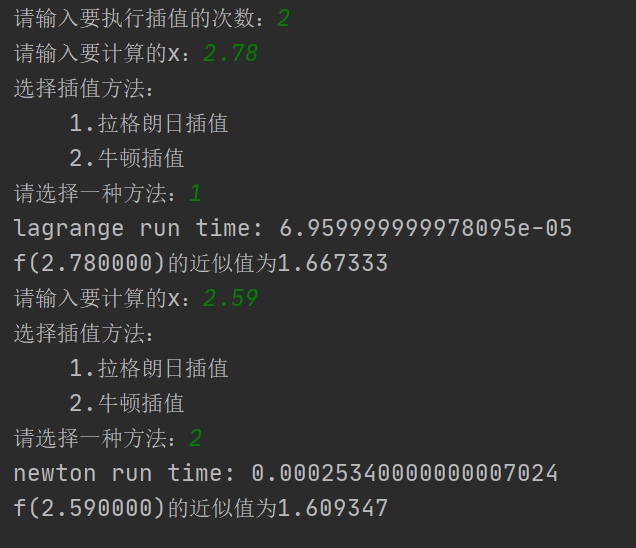 请输入要执行插值的次数：2
请输入要计算的x：2.78
选择插值方法：
1.拉格朗日插值
2.牛顿插值
请选择一种方法：1
lagrange run time: 6.959999999978095e-05
f(2.780000)的近似值为1.667333
请输入要计算的x：2.59
选择插值方法：
1.拉格朗日插值
2.牛顿插值
请选择一种方法：2
newton run time: 0.00025340000000007024
f(2.590000)的近似值为1.609347